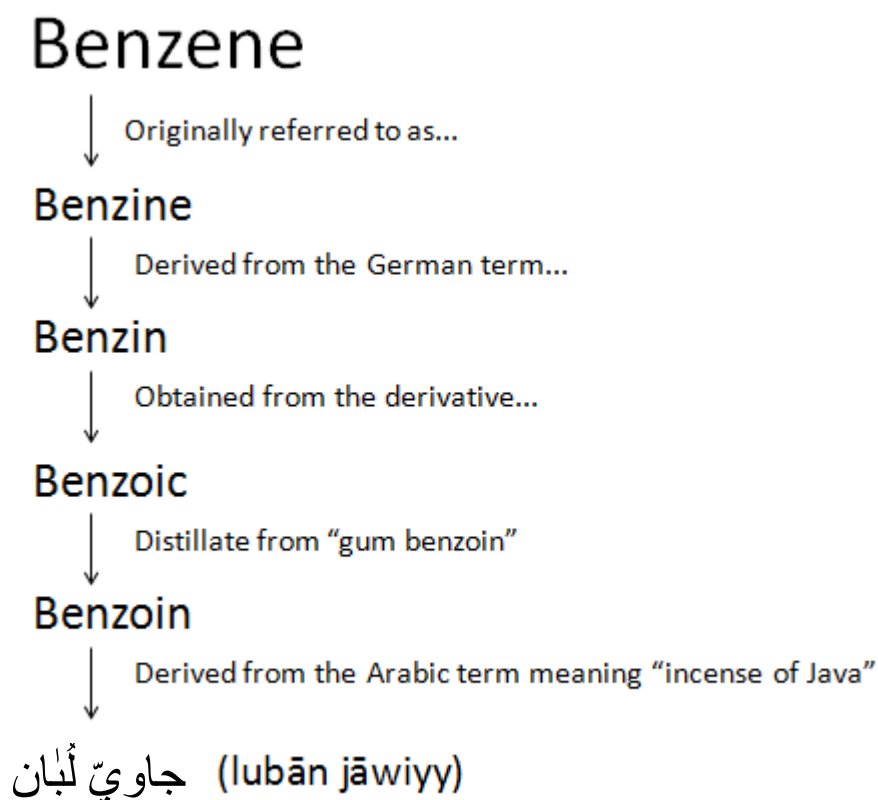 Benzene
Originally referred to as...
Benzine
Derived from the German term...
Benzin
Obtained from the derivative...
Benzoic
Distillate from “gum benzoin”
Benzoin
Derived from the Arabic term meaning “incense of Java”
جاويّ لُبٰان (lubān jāwiyy)